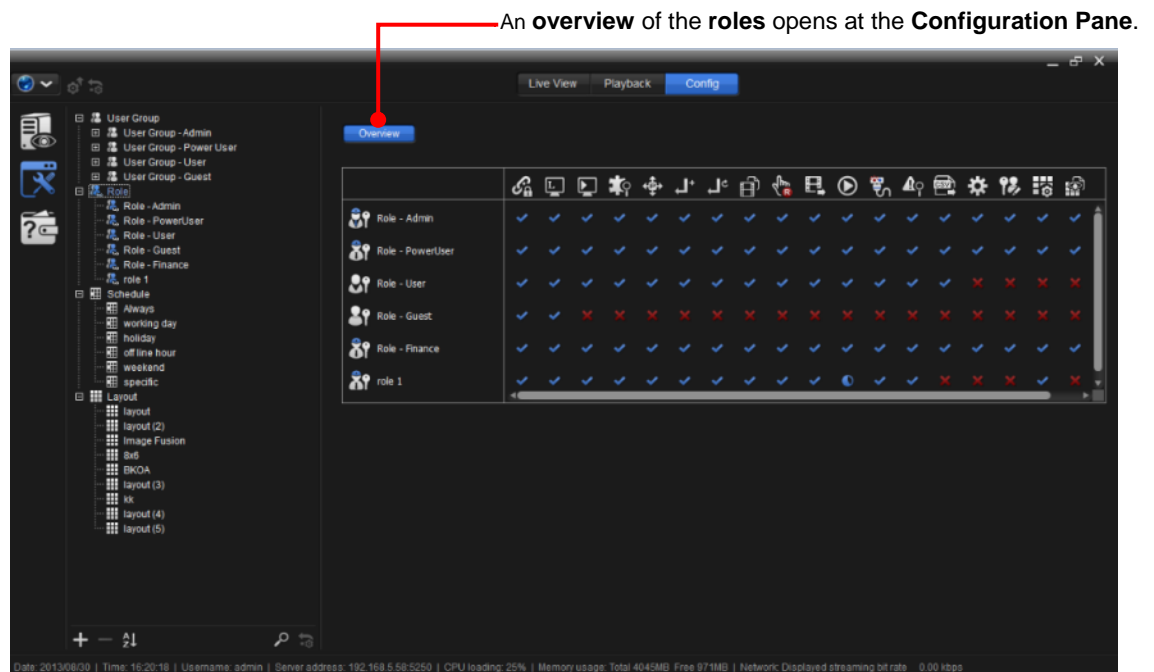 An overview of the roles opens at the Configuration Pane.
Live View Playback Config
User Group
User Group - Admin
User Group - Power User
User Group - User
User Group - Guest
Role
Role - Admin
Role - PowerUser
Role - User
Role - Guest
Role - Finance
role 1
Schedule
Always
working day
holiday
off line hour
weekend
specific
Layout
layout
layout (2)
Image Fusion
8x6
BKOA
layout (3)
kk
layout (4)
layout (5)
Overview
Role - Admin
Role - PowerUser
Role - User
Role - Guest
Role - Finance
role 1
Date: 2013/08/30 | Time: 16:20:18 | Username: admin | Server address: 192.168.5.58:5250 | CPU loading: 25% | Memory usage: Total 4045MB Free 971MB | Network: Displayed streaming bit rate 0.00 kbps